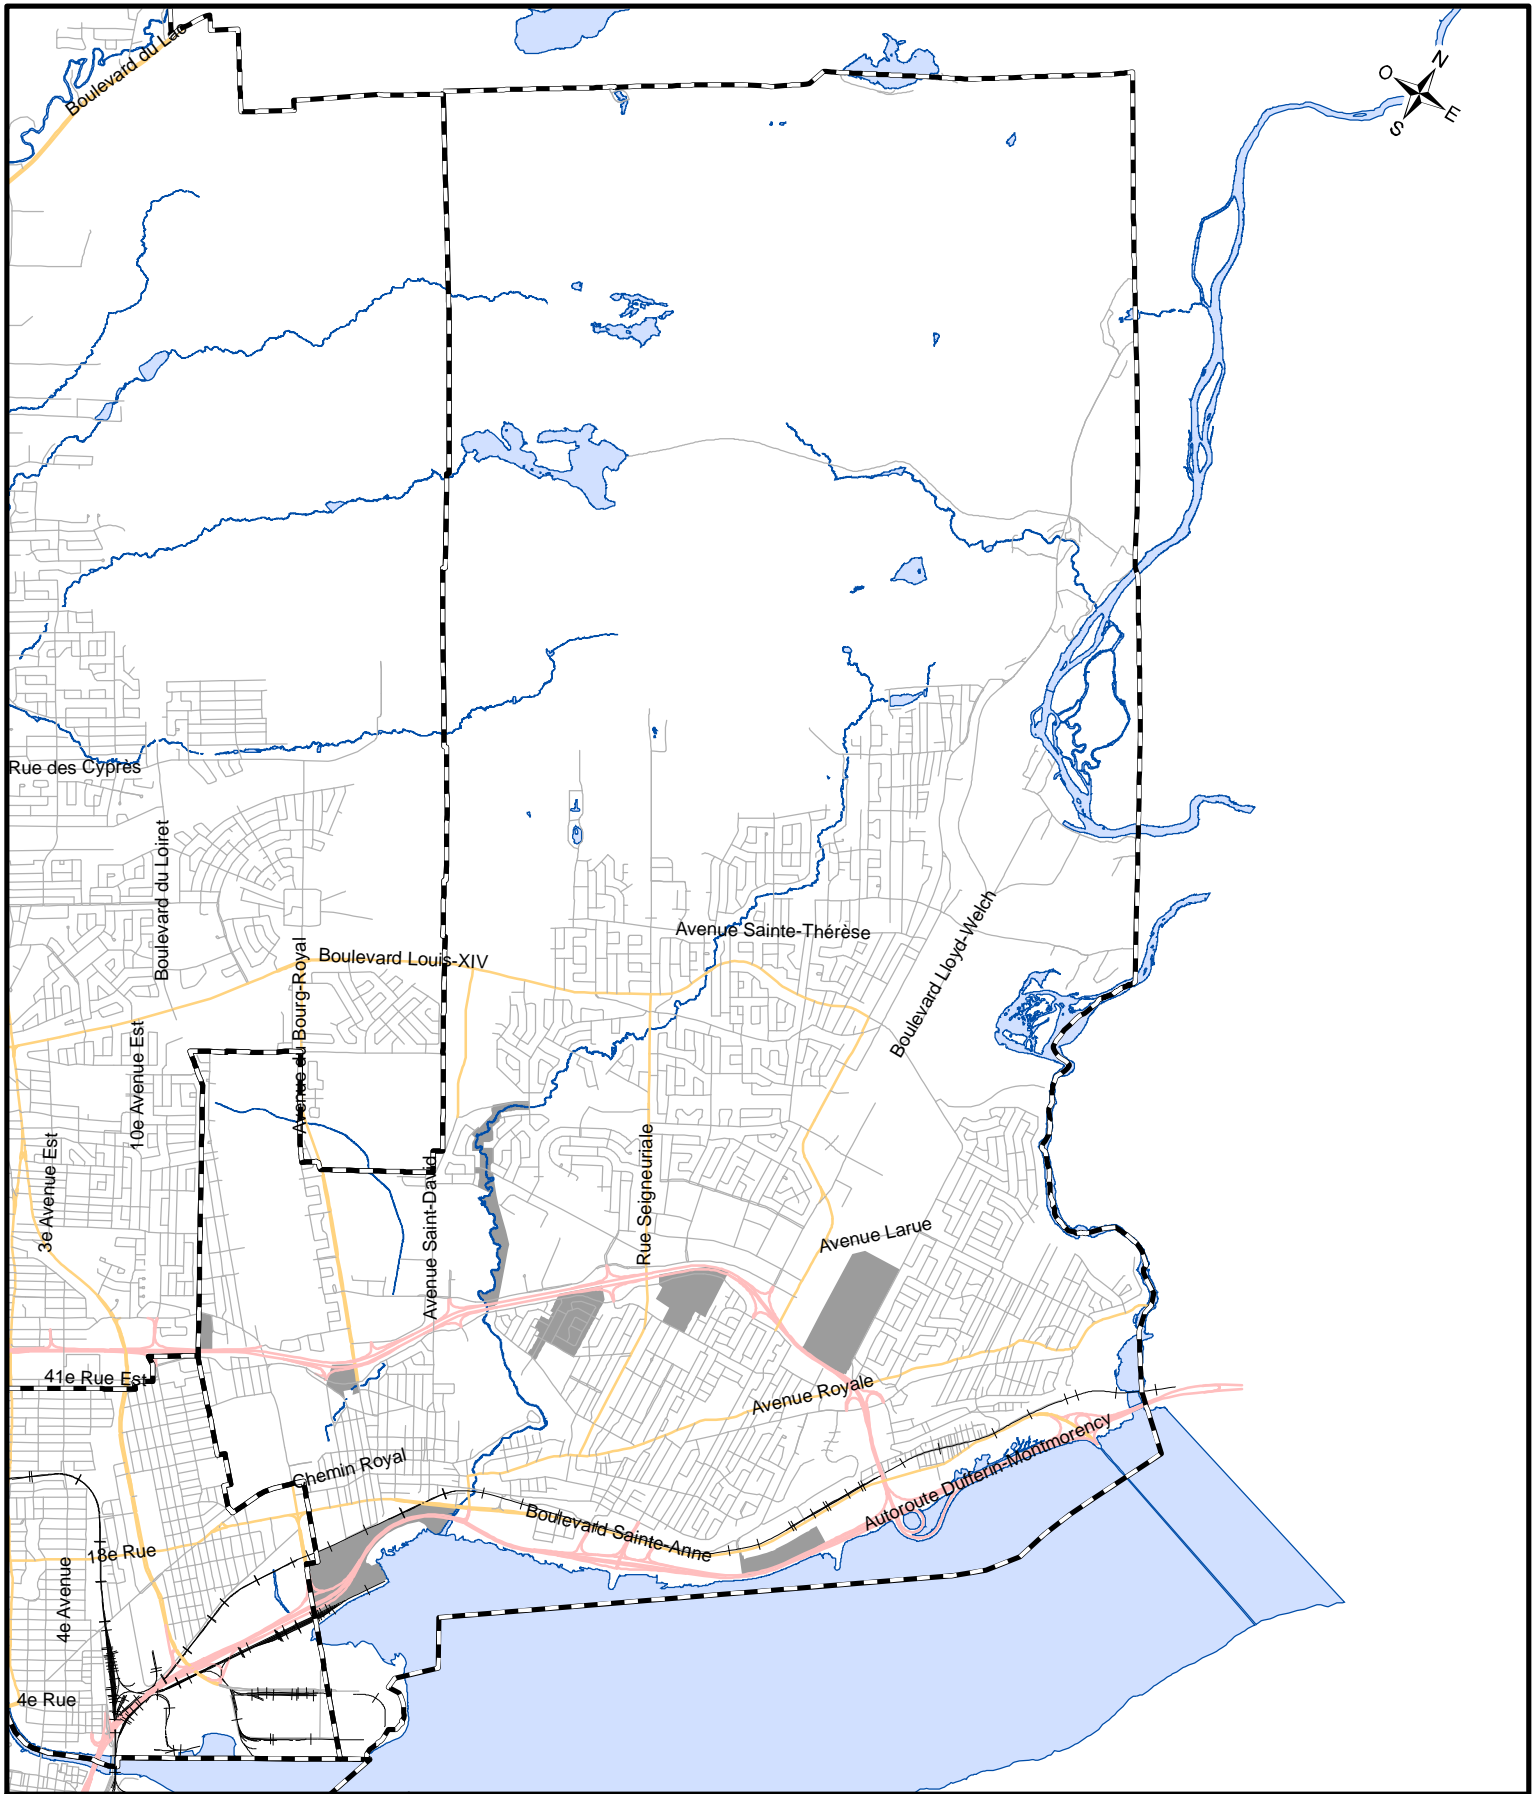 Boulevard du Lac
N
O
E
S
Rue des Cyprès
Boulevard du Loiret
Avenue Sainte-Thérèse
Boulevard Lloyd-Welch
Boulevard Louis-XIV
Avenue du Bourg-Royal
10e Avenue Est
3e Avenue Est
Avenue Saint-David
Rue Seigneuriale
Avenue Larue
41e Rue Est
Avenue Royale
Chemin Royal
Autoroute Dufferin-Montmorency
Boulevard Sainte-Anne
18e Rue
4e Avenue
4e Rue